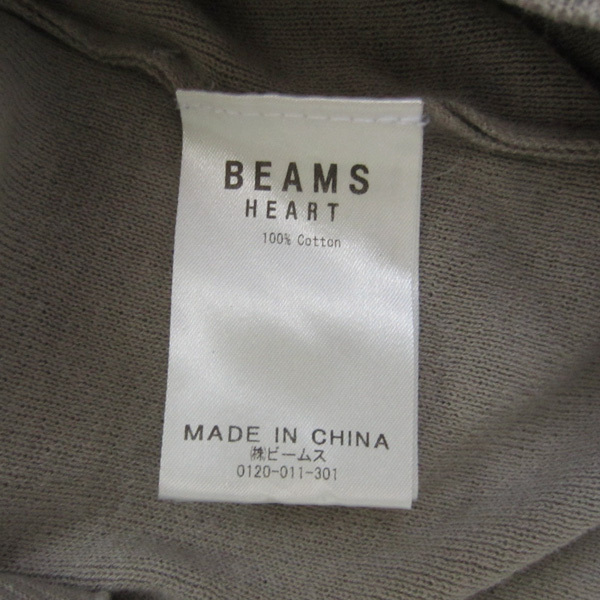 BEAMS
HEART
100% Cotton
MADE IN CHINA
㈱ビームス
0120-011-301